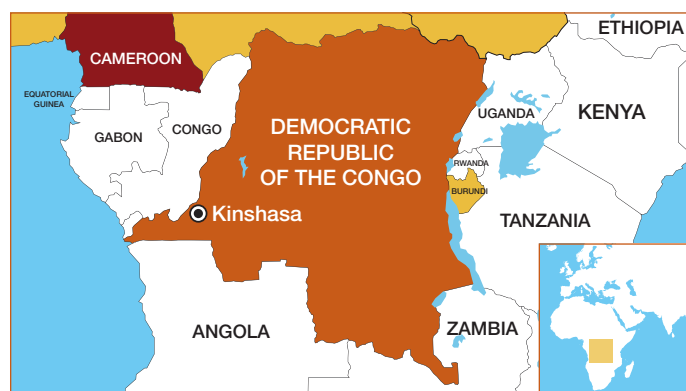 ETHIOPIA
CAMEROON
EQUATORIAL
GUINEA
UGANDA
KENYA
GABON
CONGO
DEMOCRATIC
REPUBLIC
OF THE CONGO
RWANDA
BURUNDI
Kinshasa
TANZANIA
ANGOLA
ZAMBIA